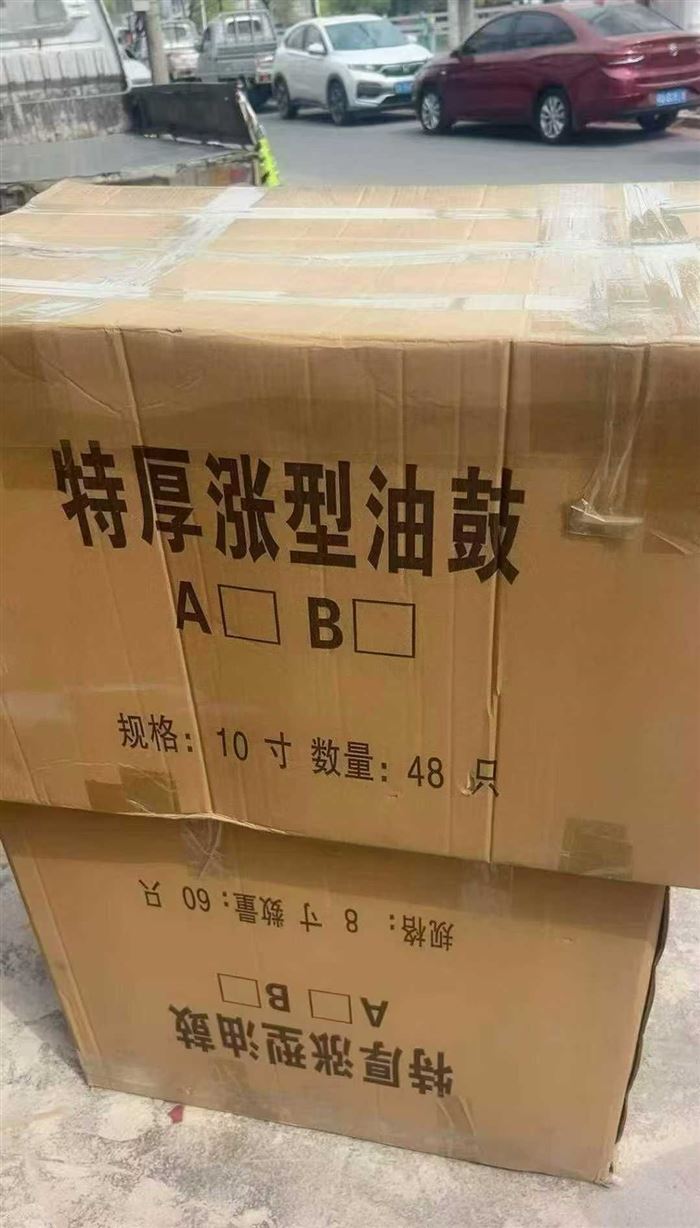 特厚涨型油鼓
A□ B□
规格: 10 寸 数量: 48 只
特厚涨型油鼓
A□ B□
规格: 8 寸 数量: 60 只